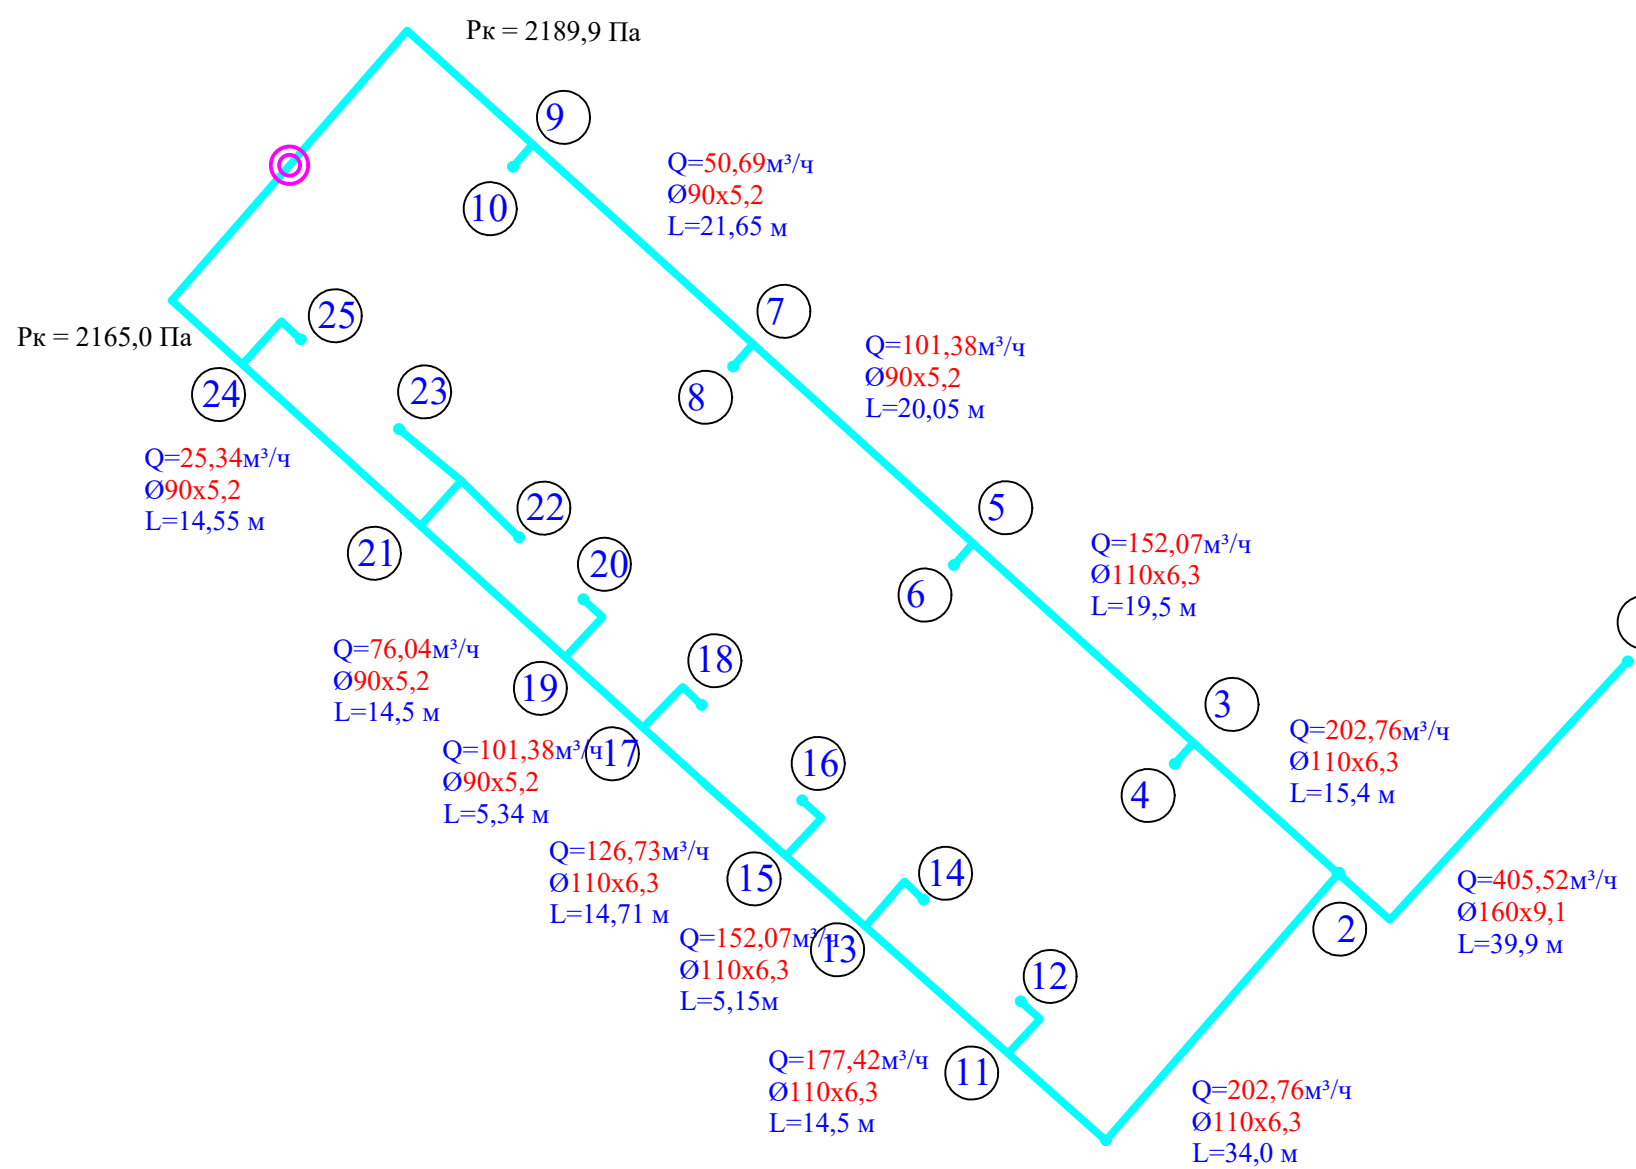 Рк = 2189,9 Па
9
Q=50,69м³/ч
Ø90х5,2
L=21,65 м
10
7
25
Рк = 2165,0 Па
Q=101,38м³/ч
Ø90х5,2
L=20,05 м
24
23
8
Q=25,34м³/ч
Ø90х5,2
L=14,55 м
22
5
21
20
6
Q=152,07м³/ч
Ø110х6,3
L=19,5 м
Q=76,04м³/ч
Ø90х5,2
L=14,5 м
19
18
3
Q=202,76м³/ч
Ø110х6,3
L=15,4 м
Q=101,38м³/ч
Ø90х5,2
L=5,34 м
17
16
4
Q=126,73м³/ч
Ø110х6,3
L=14,71 м
15
14
Q=405,52м³/ч
Ø160х9,1
L=39,9 м
2
Q=152,07м³/ч
Ø110х6,3
L=5,15м
13
12
Q=177,42м³/ч
Ø110х6,3
L=14,5 м
11
Q=202,76м³/ч
Ø110х6,3
L=34,0 м